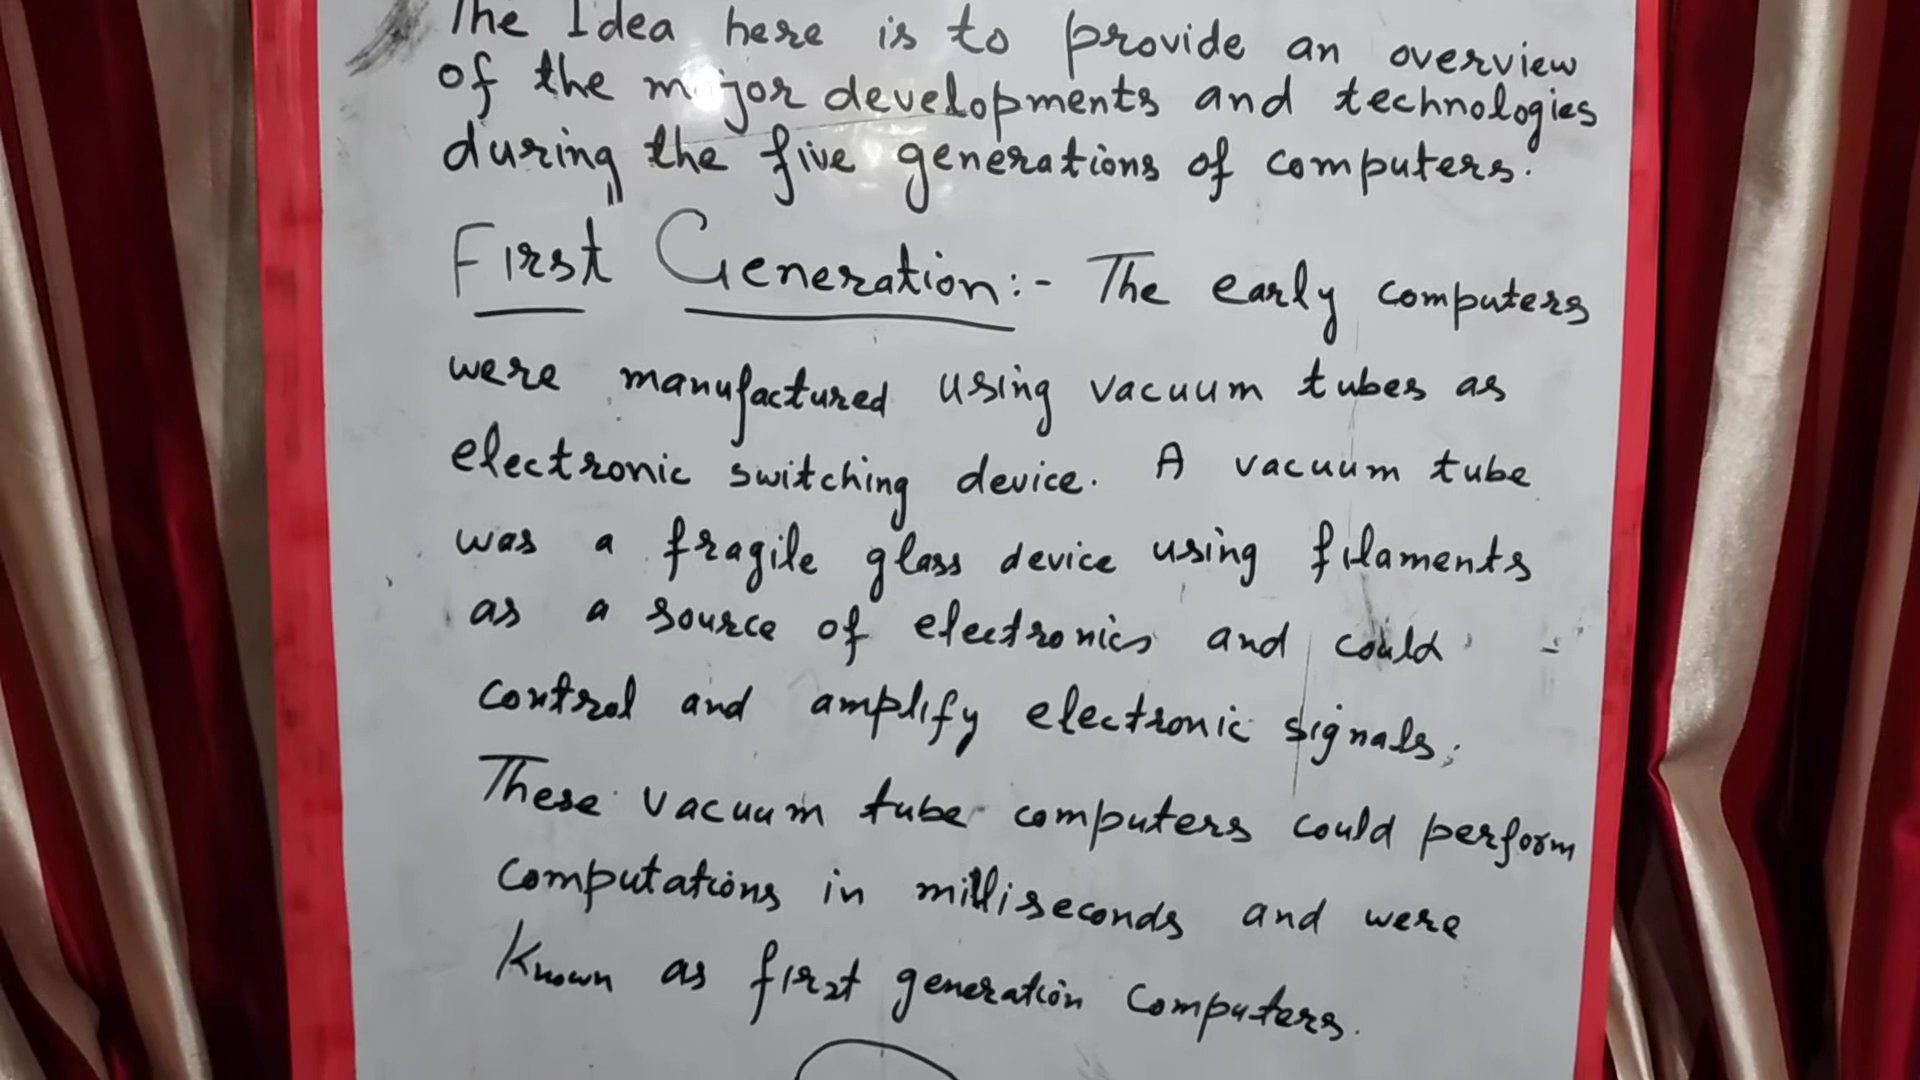 The Idea here is to provide an overview
of the major developments and technologies
during the five generations of computers.
First Generation:- The early computers
were manufactured using vacuum tubes as
electronic switching device. A vacuum tube
was a fragile glass device using filaments
as a source of electronics and could
control and amplify electronic signals.
These vacuum tube computers could perform
computations in milliseconds and were
Known as first generation computers.